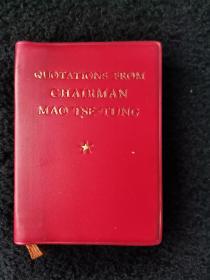 QUOTATIONS FROM
CHAIRMAN
MAO TSE-TUNG